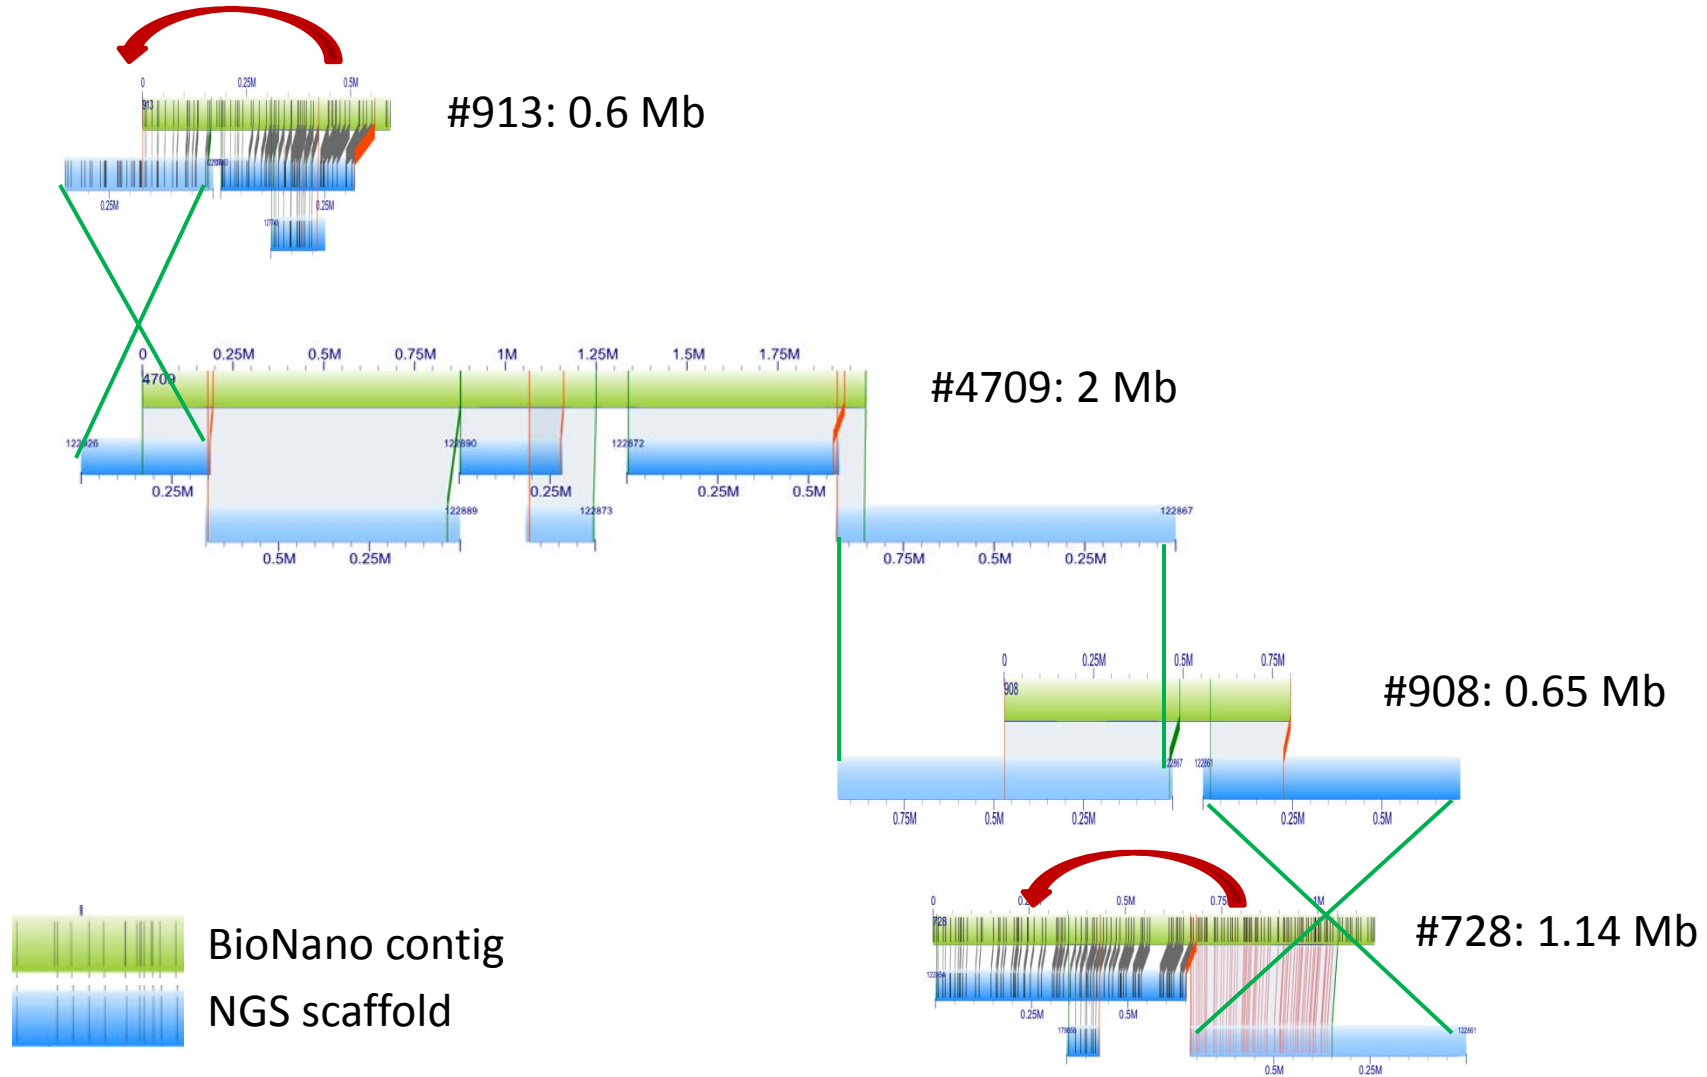 0 0.25M 0.5M
913
#913: 0.6 Mb
0.25M 0.25M
0 0.25M 0.5M 0.75M 1M 1.25M 1.5M 1.75M
4709
#4709: 2 Mb
122926 122890 122872
0.25M 0.25M 0.25M 0.5M
122889 122873 122867
0.5M 0.25M 0.75M 0.5M 0.25M
0 0.25M 0.5M 0.75M
908
#908: 0.65 Mb
122861
0.75M 0.5M 0.25M 0.25M 0.5M
0 0.5M 1M
728
#728: 1.14 Mb
BioNano contig
0.25M 0.5M
NGS scaffold
122861
0.5M 0.25M